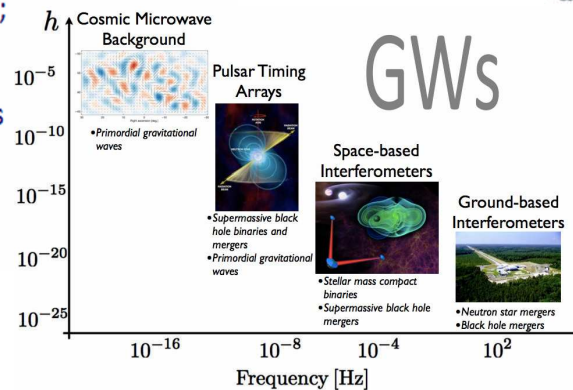 h
Cosmic Microwave
Background
•Primordial gravitational
waves
Pulsar Timing
Arrays
•Supermassive black
hole binaries and
mergers
•Primordial gravitational
waves
GWs
Space-based
Interferometers
•Stellar mass compact
binaries
•Supermassive black hole
mergers
Ground-based
Interferometers
•Neutron star mergers
•Black hole mergers
10⁻⁵
10⁻¹⁰
10⁻¹⁵
10⁻²⁰
10⁻²⁵
10⁻¹⁶ 10⁻⁸ 10⁻⁴ 10²
Frequency [Hz]